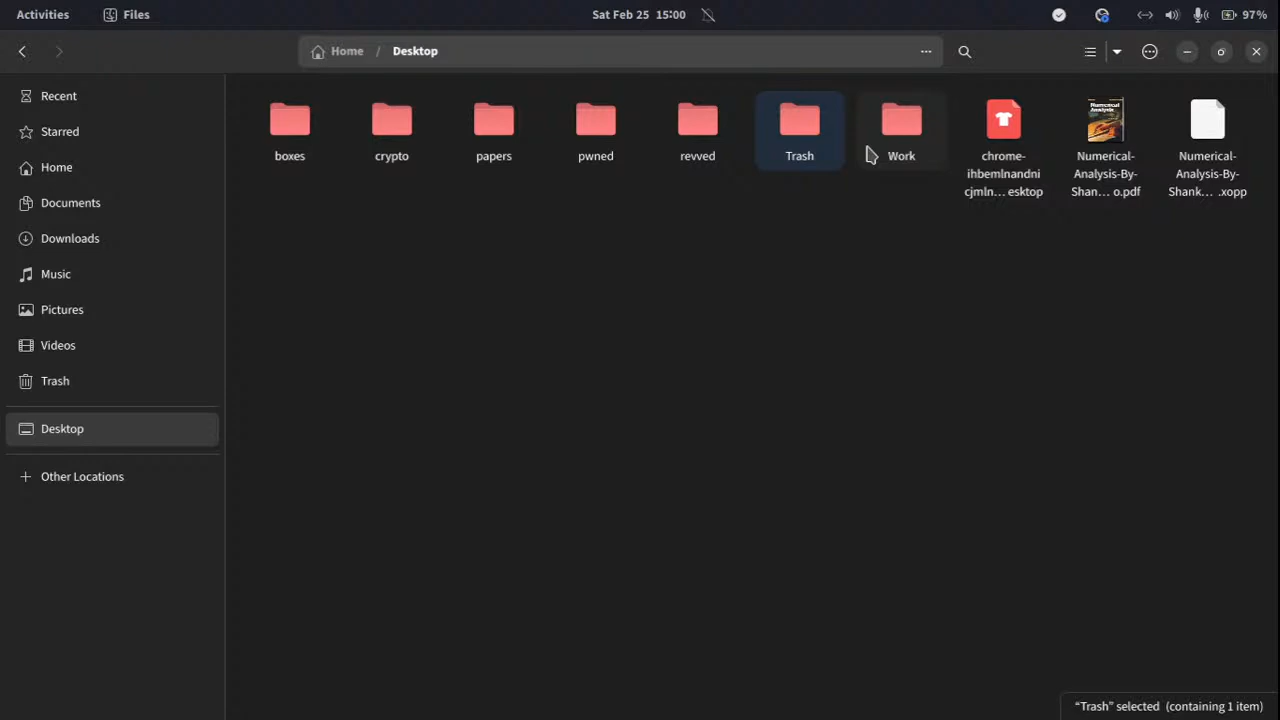 Activities
Files
Sat Feb 25 15:00
97%
Home / Desktop
Recent
Starred
Home
Documents
Downloads
Music
Pictures
Videos
Trash
Desktop
Other Locations
boxes
crypto
papers
pwned
revved
Trash
Work
chrome-
ihbemlnandni
cjmln... esktop
Numerical-
Analysis-By-
Shan... o.pdf
Numerical-
Analysis-By-
Shank... .xopp
Numerical
Analysis
“Trash” selected (containing 1 item)